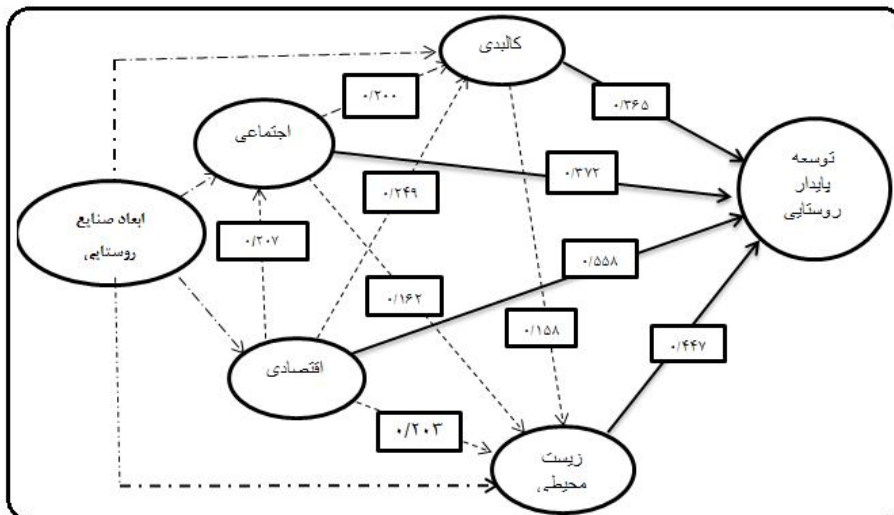 کالبدی
۰/۲۰۰
۰/۳۶۵
اجتماعی
توسعه
پایدار
روستایی
۰/۳۷۲
۰/۲۴۹
ابعاد صنایع
روستایی
۰/۲۰۷
۰/۵۵۸
۰/۱۶۲
۰/۱۵۸
۰/۴۴۷
اقتصادی
۰/۲۰۳
زیست
محیطی